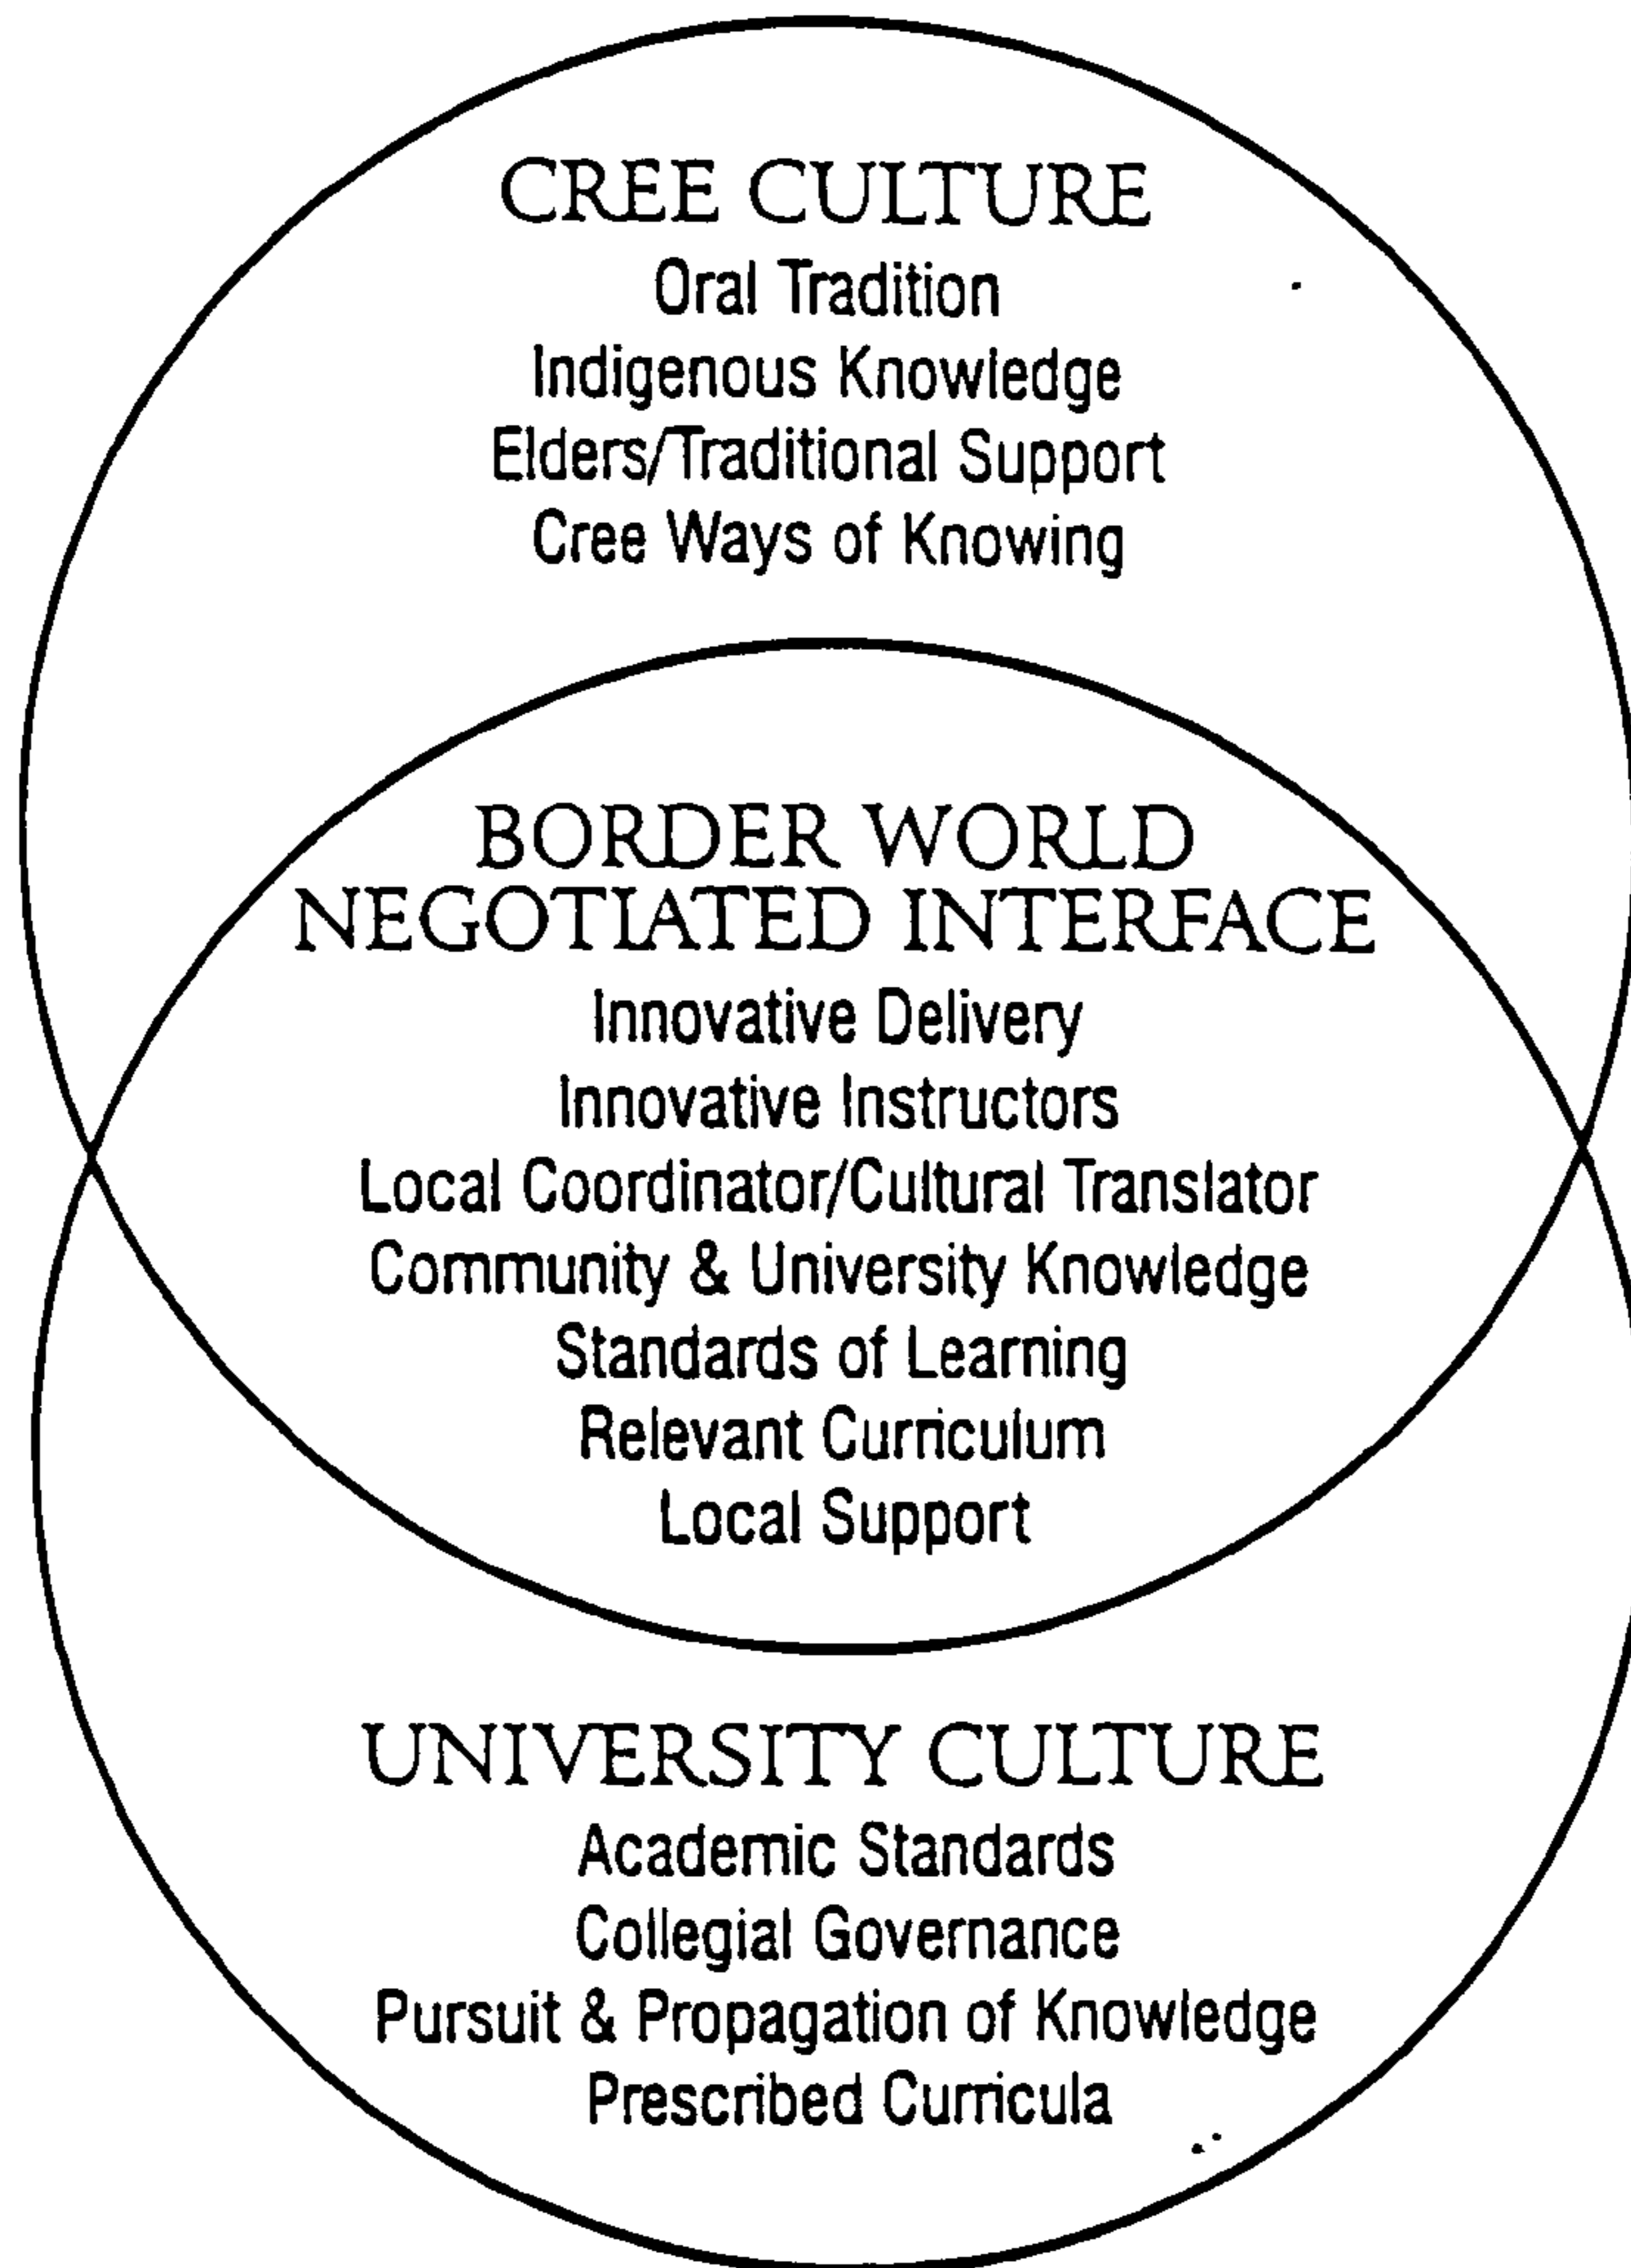 CREE CULTURE
Oral Tradition
Indigenous Knowledge
Elders/Traditional Support
Cree Ways of Knowing
BORDER WORLD
NEGOTIATED INTERFACE
Innovative Delivery
Innovative Instructors
Local Coordinator/Cultural Translator
Community & University Knowledge
Standards of Learning
Relevant Curriculum
Local Support
UNIVERSITY CULTURE
Academic Standards
Collegial Governance
Pursuit & Propagation of Knowledge
Prescribed Curricula